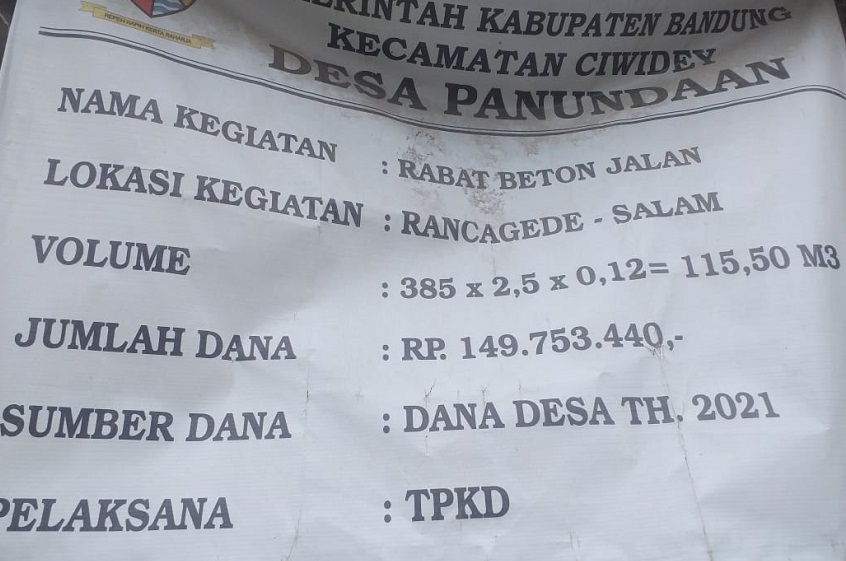 KABUPATEN BANDUNG
KECAMATAN CIWIDEY
DESA PANUNDAAN
NAMA KEGIATAN : RABAT BETON JALAN
LOKASI KEGIATAN : RANCAGEDE - SALAM
VOLUME : 385 x 2,5 x 0,12= 115,50 M3
JUMLAH DANA : RP. 149.753.440,-
SUMBER DANA : DANA DESA TH. 2021
PELAKSANA : TPKD